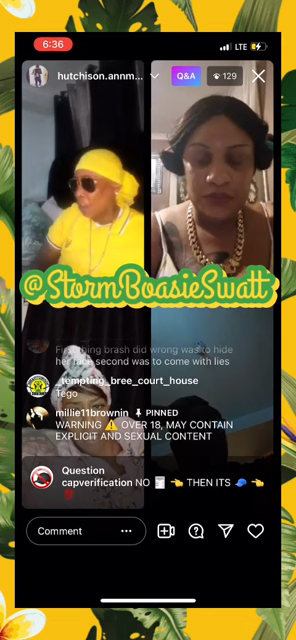 6:36
LTE
hutchison.annm...
Q&A
129
@StormBoasieSwatt
First thing brash did wrong was to hide
her face second was to come with lies
_tempting_bree_court_house
Tego
millie11brownin PINNED
WARNING ⚠️ OVER 18, MAY CONTAIN
EXPLICIT AND SEXUAL CONTENT
Question
capverification NO 🧾 👈 THEN ITS 🧢 👈
💯
Comment